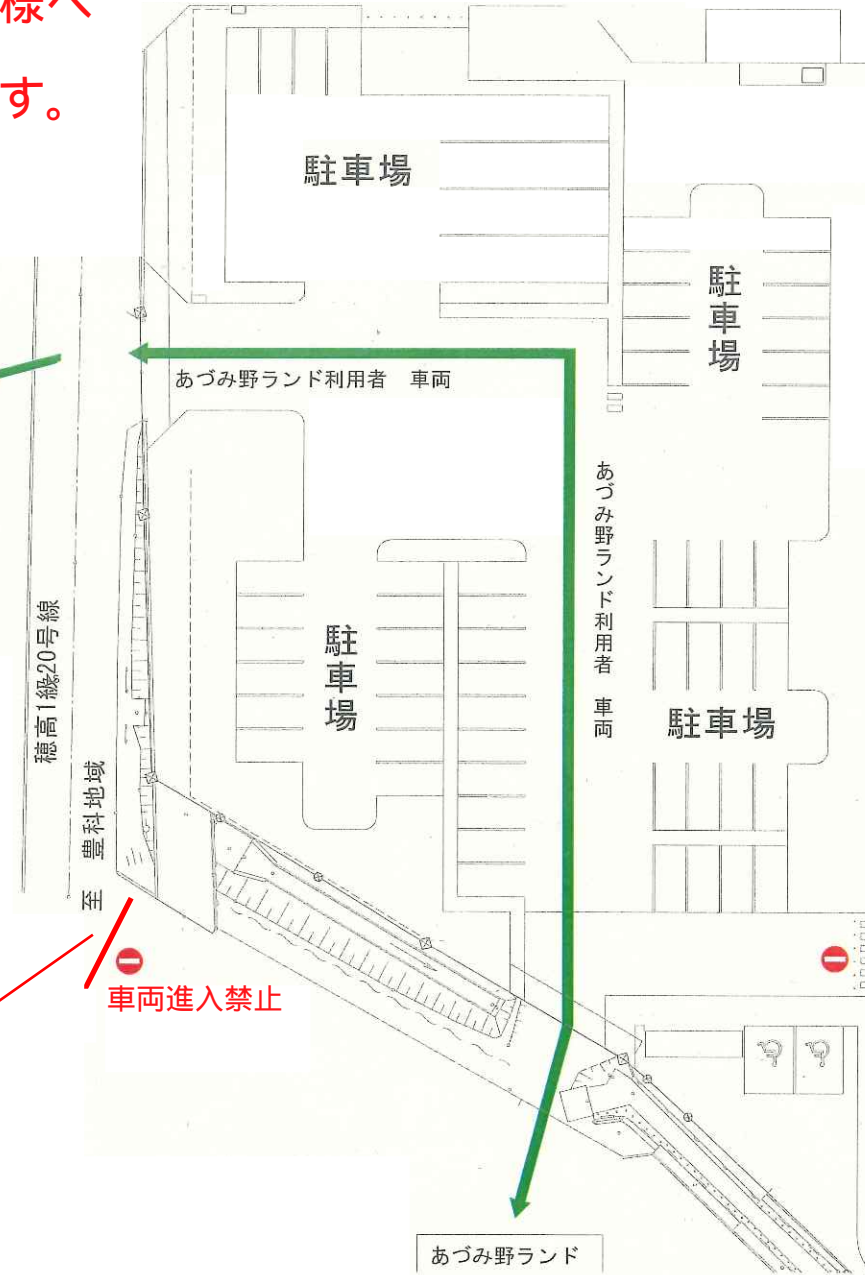 様へ
す。
駐車場
駐車場
あづみ野ランド利用者　車両
あづみ野ランド利用者　車両
穂高1級20号線
至　豊科地域
駐車場
駐車場
車両進入禁止
あづみ野ランド